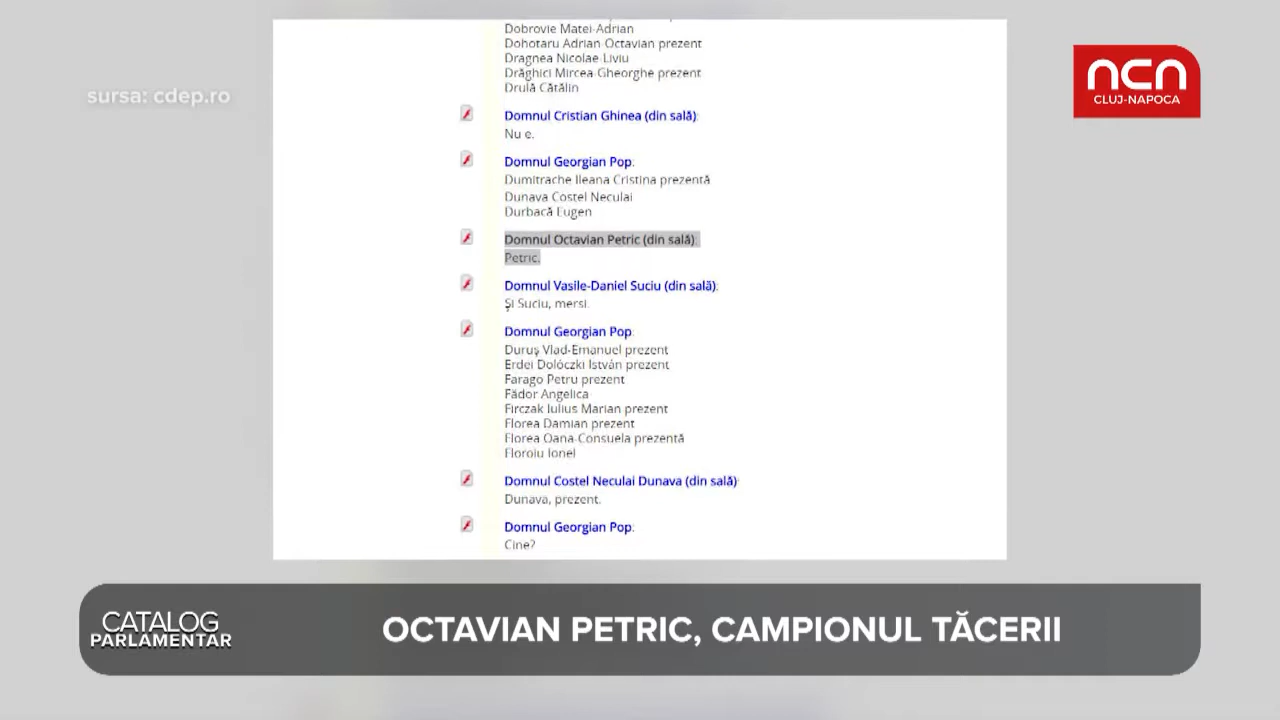 Dobrovie Matei-Adrian
Dohotaru Adrian-Octavian prezent
Dragnea Nicolae-Liviu
Drăghici Mircea-Gheorghe prezent
Drulă Cătălin
sursa: cdep.ro
ncn
CLUJ-NAPOCA
Domnul Cristian Ghinea (din sală):
Nu e.
Domnul Georgian Pop:
Dumitrache Ileana Cristina prezentă
Dunava Costel Neculai
Durbacă Eugen
Domnul Octavian Petric (din sală):
Petric.
Domnul Vasile-Daniel Suciu (din sală):
Şi Suciu, mersi.
Domnul Georgian Pop:
Duruş Vlad-Emanuel prezent
Erdei Dolóczki István prezent
Farago Petru prezent
Fădor Angelica
Firczak Iulius Marian prezent
Florea Damian prezent
Florea Oana-Consuela prezentă
Floroiu Ionel
Domnul Costel Neculai Dunava (din sală):
Dunava, prezent.
Domnul Georgian Pop:
Cine?
CATALOG
PARLAMENTAR
OCTAVIAN PETRIC, CAMPIONUL TĂCERII